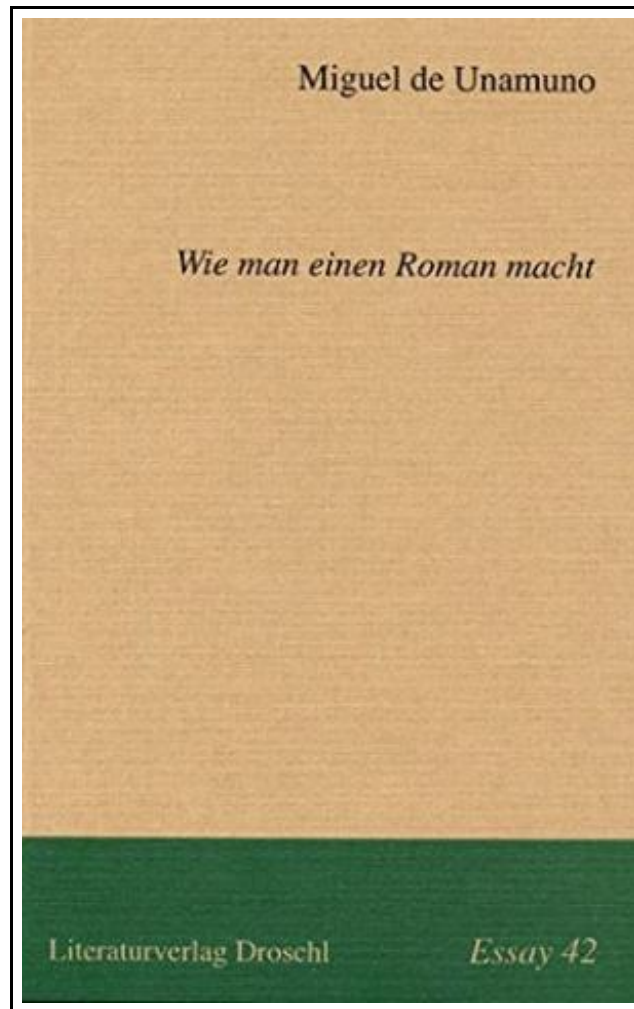 Miguel de Unamuno
Wie man einen Roman macht
Literaturverlag Droschl Essay 42